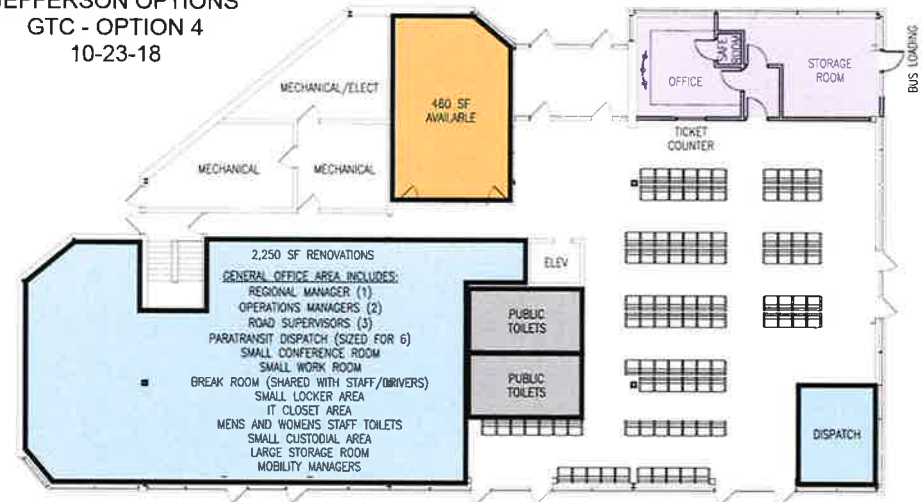 JEFFERSON OPTIONS
GTC - OPTION 4
10-23-18
MECHANICAL/ELECT
460 SF
AVAILABLE
MECHANICAL
MECHANICAL
OFFICE
SAFE
ROOM
STORAGE
ROOM
BUS LOADING
TICKET
COUNTER
2,250 SF RENOVATIONS
GENERAL OFFICE AREA INCLUDES:
REGIONAL MANAGER (1)
OPERATIONS MANAGERS (2)
ROAD SUPERVISORS (3)
PARATRANSIT DISPATCH (SIZED FOR 6)
SMALL CONFERENCE ROOM
SMALL WORK ROOM
BREAK ROOM (SHARED WITH STAFF/DRIVERS)
SMALL LOCKER AREA
IT CLOSET AREA
MENS AND WOMENS STAFF TOILETS
SMALL CUSTODIAL AREA
LARGE STORAGE ROOM
MOBILITY MANAGERS
ELEV
PUBLIC
TOILETS
PUBLIC
TOILETS
DISPATCH